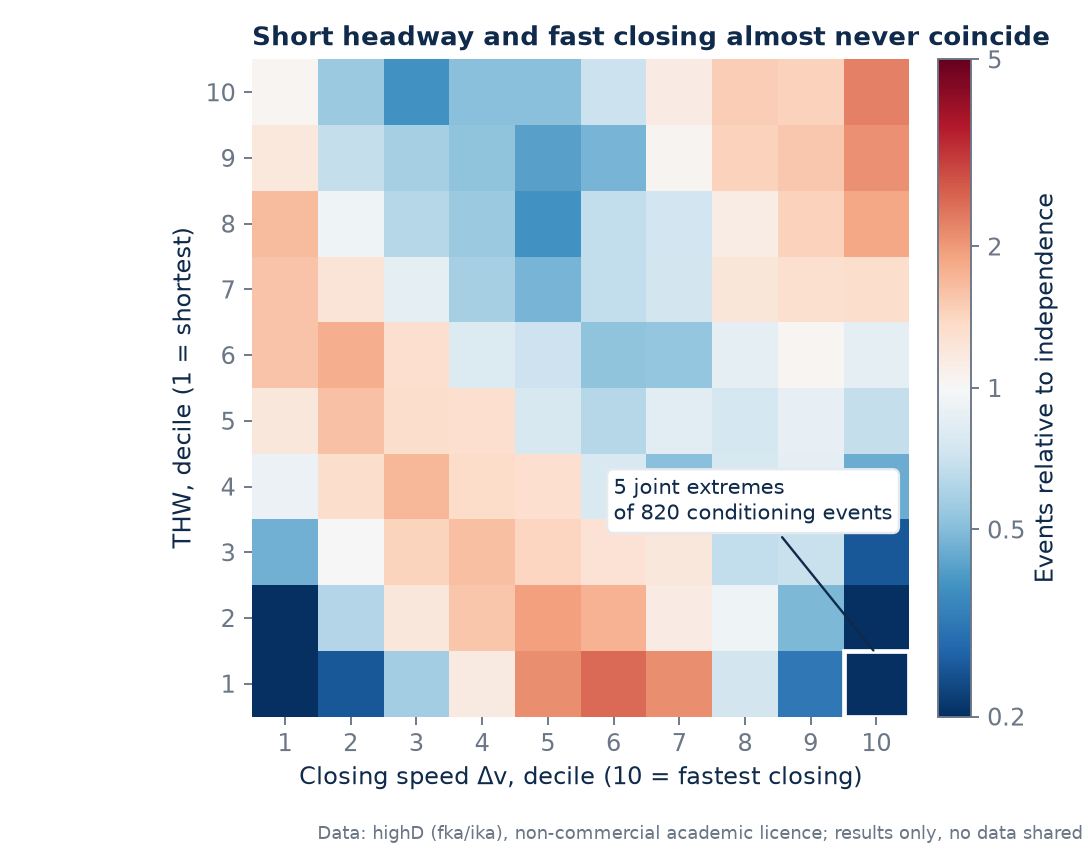 Short headway and fast closing almost never coincide
THW, decile (1 = shortest)
10
9
8
7
6
5
4
3
2
1
5 joint extremes
of 820 conditioning events
1 2 3 4 5 6 7 8 9 10
Closing speed Δv, decile (10 = fastest closing)
5
2
1
0.5
0.2
Events relative to independence
Data: highD (fka/ika), non-commercial academic licence; results only, no data shared